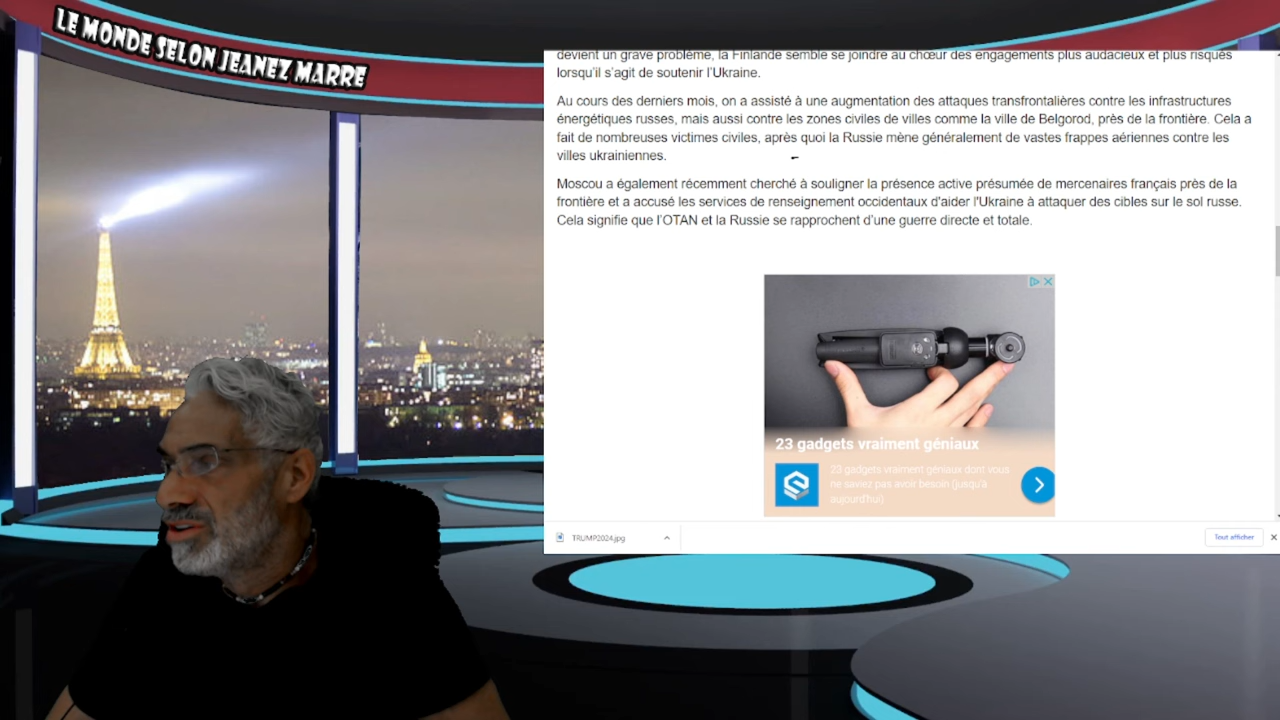 LE MONDE SELON JEANEZ MARRE
devient un grave problème, la Finlande semble se joindre au chœur des engagements plus audacieux et plus risqués
lorsqu'il s'agit de soutenir l'Ukraine.
Au cours des derniers mois, on a assisté à une augmentation des attaques transfrontalières contre les infrastructures
énergétiques russes, mais aussi contre les zones civiles de villes comme la ville de Belgorod, près de la frontière. Cela a
fait de nombreuses victimes civiles, après quoi la Russie mène généralement de vastes frappes aériennes contre les
villes ukrainiennes.
Moscou a également récemment cherché à souligner la présence active présumée de mercenaires français près de la
frontière et a accusé les services de renseignement occidentaux d'aider l'Ukraine à attaquer des cibles sur le sol russe.
Cela signifie que l'OTAN et la Russie se rapprochent d'une guerre directe et totale.
23 gadgets vraiment géniaux
23 gadgets vraiment géniaux dont vous
ne saviez pas avoir besoin (jusqu'à
aujourd'hui)
TRUMP2024.jpg
Tout afficher